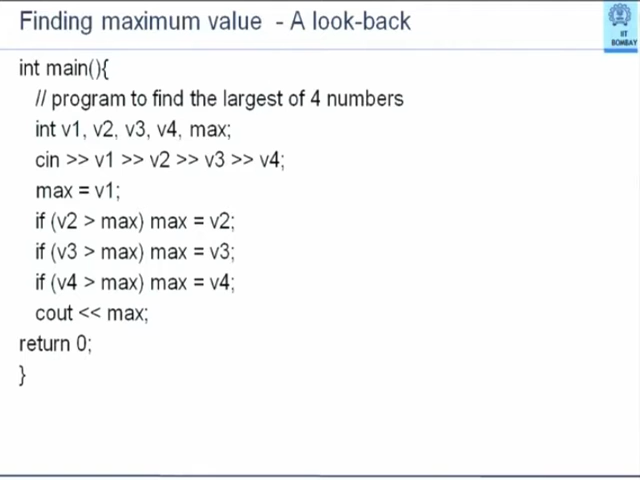 Finding maximum value - A look-back
IIT
BOMBAY
int main(){
// program to find the largest of 4 numbers
int v1, v2, v3, v4, max;
cin >> v1 >> v2 >> v3 >> v4;
max = v1;
if (v2 > max) max = v2;
if (v3 > max) max = v3;
if (v4 > max) max = v4;
cout << max;
return 0;
}